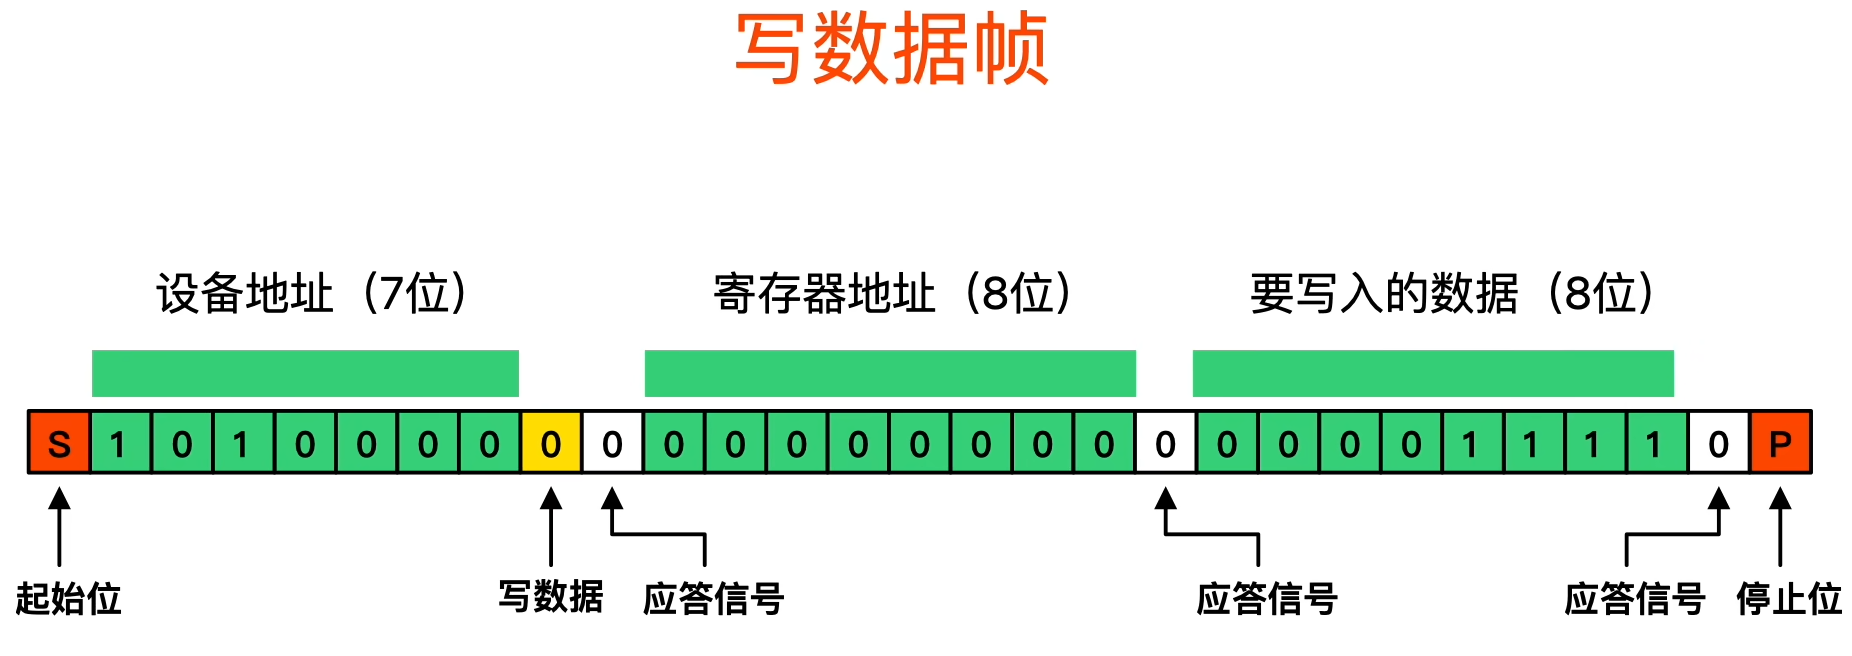 写数据帧
设备地址（7位） 寄存器地址（8位） 要写入的数据（8位）
S 1 0 1 0 0 0 0 0 0 0 0 0 0 0 0 0 0 0 0 0 0 0 1 1 1 1 0 P
起始位 写数据 应答信号 应答信号 应答信号 停止位